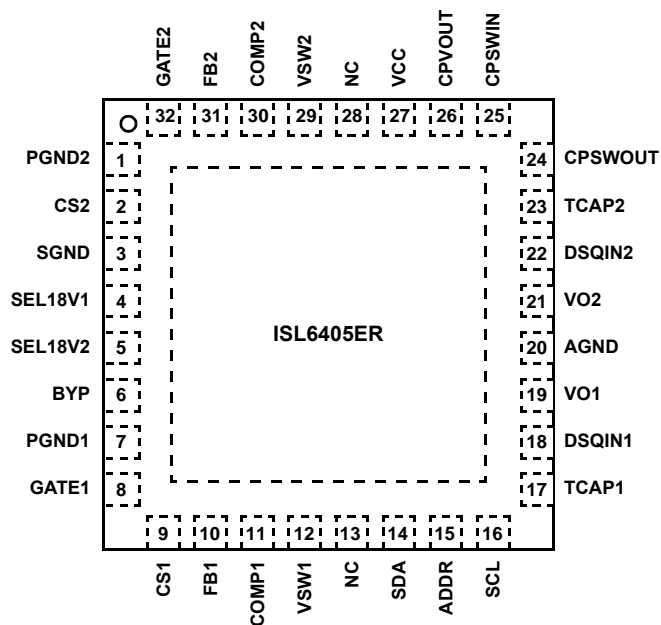 GATE2
FB2
COMP2
VSW2
NC
VCC
CPVOUT
CPSWIN
32 31 30 29 28 27 26 25
PGND2 1
CS2 2
SGND 3
SEL18V1 4
SEL18V2 5
BYP 6
PGND1 7
GATE1 8
ISL6405ER
24 CPSWOUT
23 TCAP2
22 DSQIN2
21 VO2
20 AGND
19 VO1
18 DSQIN1
17 TCAP1
9 10 11 12 13 14 15 16
CS1
FB1
COMP1
VSW1
NC
SDA
ADDR
SCL